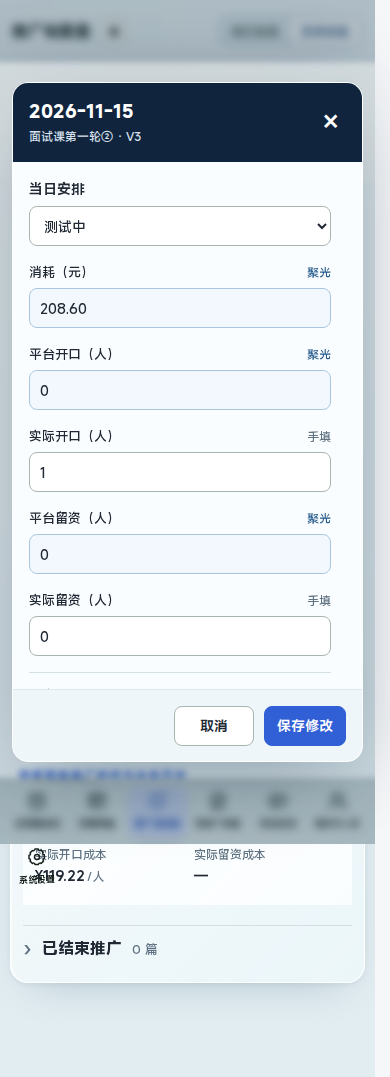 2026-11-15
面试课第一轮② · V3
×
当日安排
测试中
消耗（元） 聚光
208.60
平台开口（人） 聚光
0
实际开口（人） 手填
1
平台留资（人） 聚光
0
实际留资（人） 手填
0
取消 保存修改
实际开口成本 实际留资成本
¥119.22 /人 —
已结束推广 0 篇